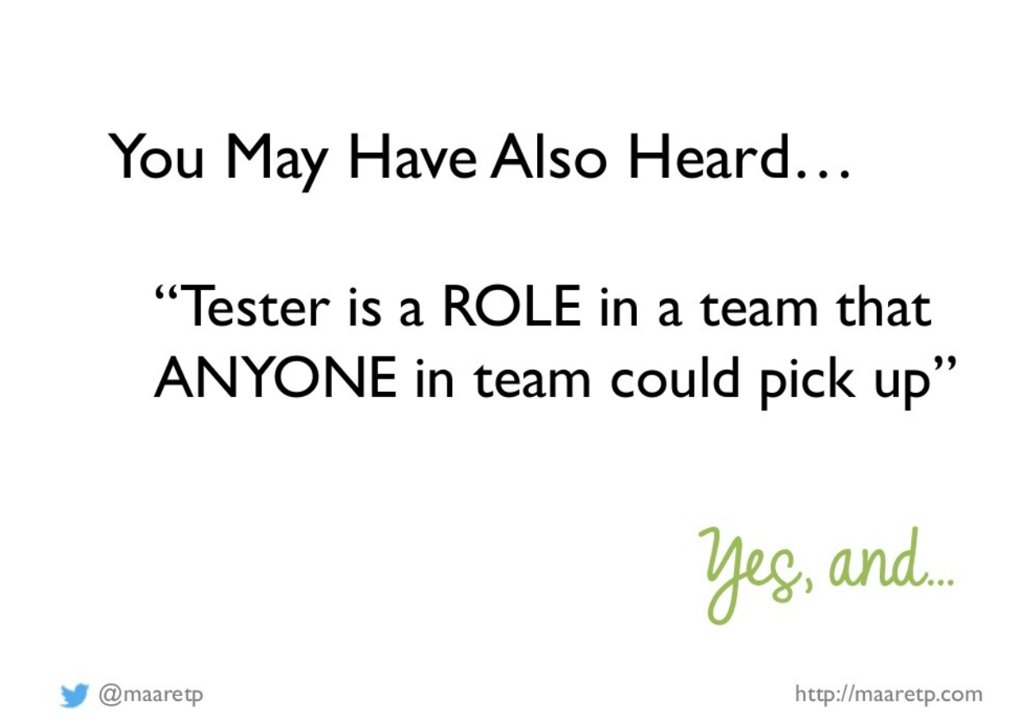 You May Have Also Heard…
“Tester is a ROLE in a team that
ANYONE in team could pick up”
Yes, and...
@maaretp
http://maaretp.com